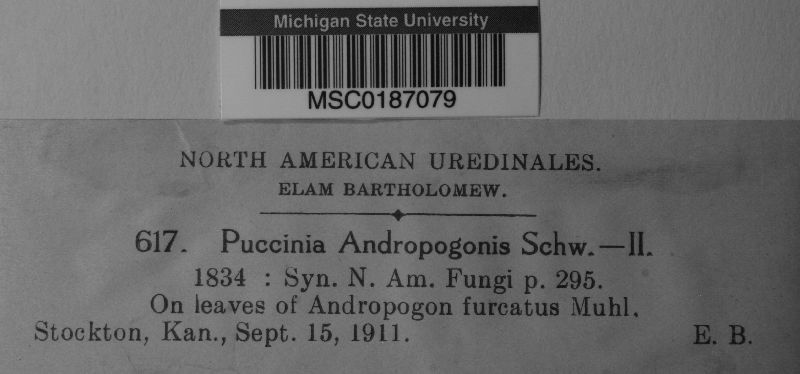 Michigan State University
MSC0187079
NORTH AMERICAN UREDINALES.
ELAM BARTHOLOMEW.
617. Puccinia Andropogonis Schw.—II.
1834 : Syn. N. Am. Fungi p. 295.
On leaves of Andropogon furcatus Muhl.
Stockton, Kan., Sept. 15, 1911. E. B.